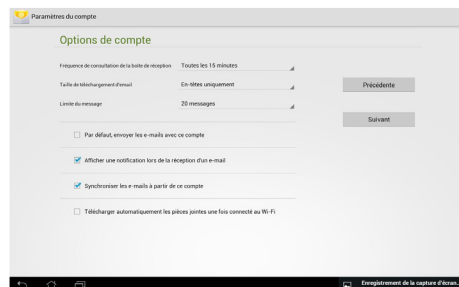 Paramètres du compte
Options de compte
Fréquence de consultation de la boîte de réception Toutes les 15 minutes
Taille de téléchargement d'email En-têtes uniquement
Précédente
Limite du message 20 messages
Suivant
Par défaut, envoyer les e-mails avec ce compte
Afficher une notification lors de la réception d'un e-mail
Synchroniser les e-mails à partir de ce compte
Télécharger automatiquement les pièces jointes une fois connecté au Wi-Fi
Enregistrement de la capture d'écran...